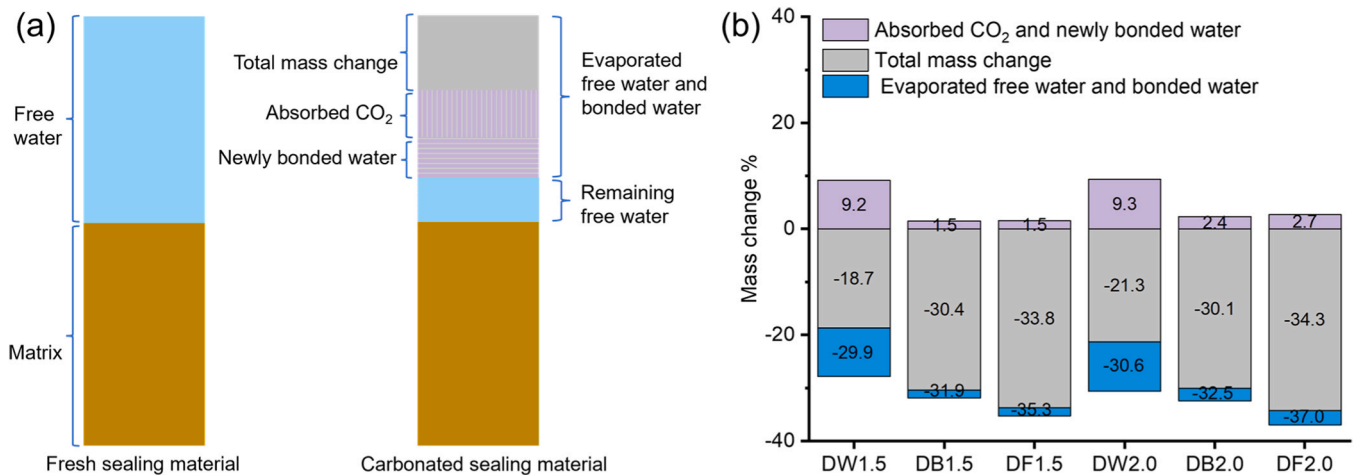 (a)
Free
water
Matrix
Fresh sealing material
Total mass change
Absorbed CO₂
Newly bonded water
Evaporated
free water and
bonded water
Remaining
free water
Carbonated sealing material
(b)
Absorbed CO₂ and newly bonded water
Total mass change
Evaporated free water and bonded water
Mass change %
40
20
0
-20
-40
9.2
1.5
1.5
9.3
2.4
2.7
-18.7
-30.4
-33.8
-21.3
-30.1
-34.3
-29.9
-31.9
-35.3
-30.6
-32.5
-37.0
DW1.5 DB1.5 DF1.5 DW2.0 DB2.0 DF2.0